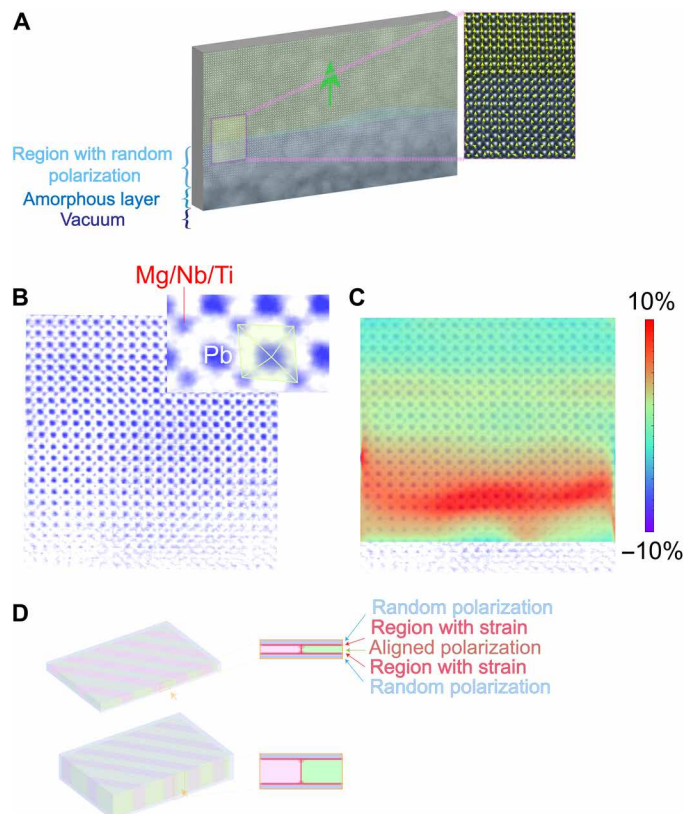 A
Region with random
polarization
Amorphous layer
Vacuum
B
Mg/Nb/Ti
Pb
C
10%
–10%
D
Random polarization
Region with strain
Aligned polarization
Region with strain
Random polarization